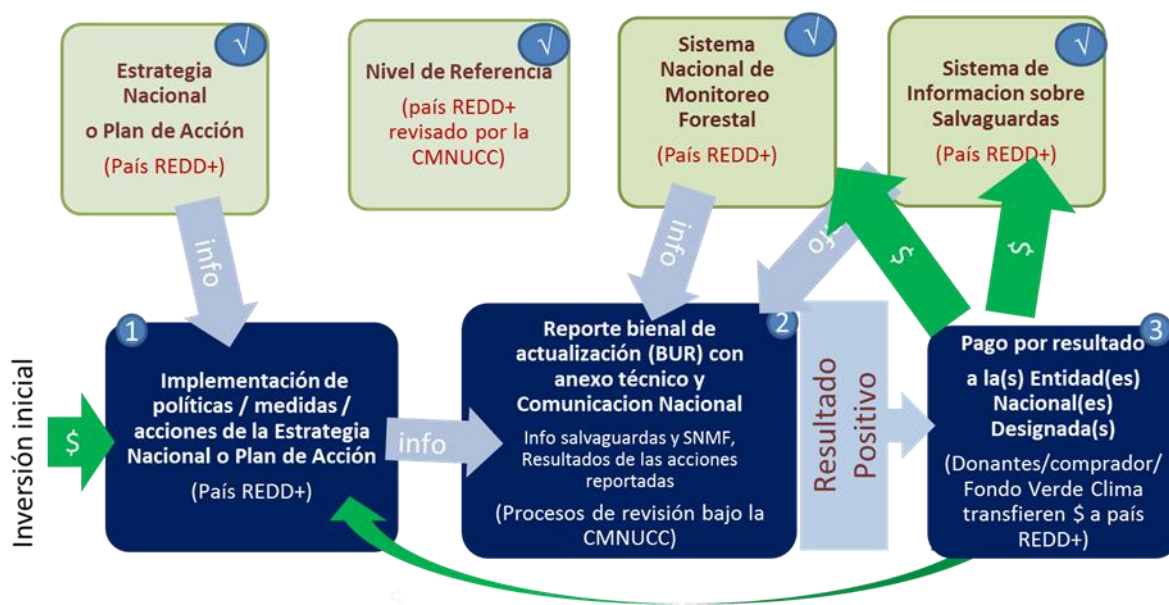 √
Estrategia
Nacional
o Plan de Acción
(País REDD+)
√
Nivel de Referencia
(país REDD+
revisado por la
CMNUCC)
√
Sistema
Nacional de
Monitoreo
Forestal
(País REDD+)
√
Sistema de
Informacion sobre
Salvaguardas
(País REDD+)
info
info
info
$
$
Inversión inicial
$
1
Implementación de
políticas / medidas /
acciones de la Estrategia
Nacional o Plan de Acción
(País REDD+)
info
2
Reporte bienal de
actualización (BUR) con
anexo técnico y
Comunicacion Nacional
Info salvaguardas y SNMF,
Resultados de las acciones
reportadas
(Procesos de revisión bajo la
CMNUCC)
Resultado
Positivo
3
Pago por resultado
a la(s) Entidad(es)
Nacional(es)
Designada(s)
(Donantes/comprador/
Fondo Verde Clima
transfieren $ a país
REDD+)